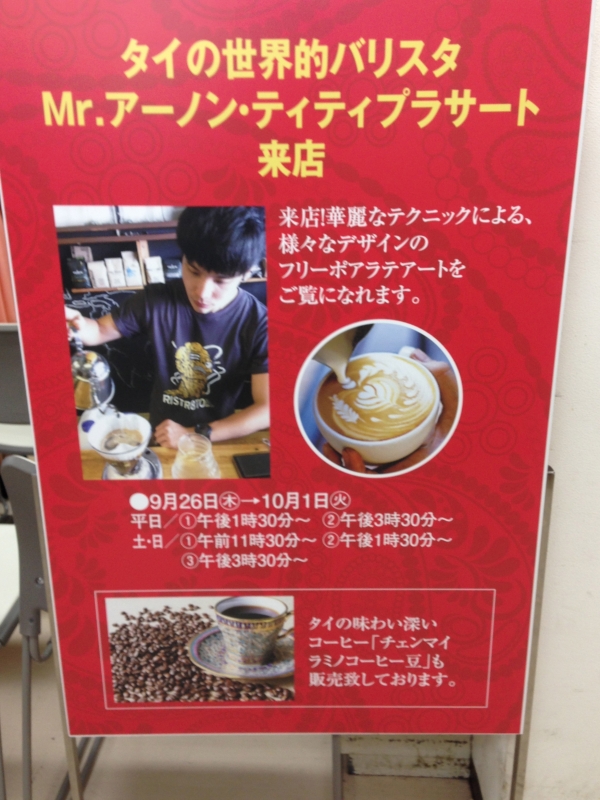 タイの世界的バリスタ
Mr.アーノン・ティティプラサート
来店
来店!華麗なテクニックによる、
様々なデザインの
フリーポアラテアートを
ご覧になれます。
RISTR8TO
●9月26日㊍→10月1日㊋
平日/①午後1時30分〜 ②午後3時30分〜
土・日/①午前11時30分〜 ②午後1時30分〜
③午後3時30分〜
タイの味わい深い
コーヒー「チェンマイ
ラミノコーヒー豆」も
販売致しております。